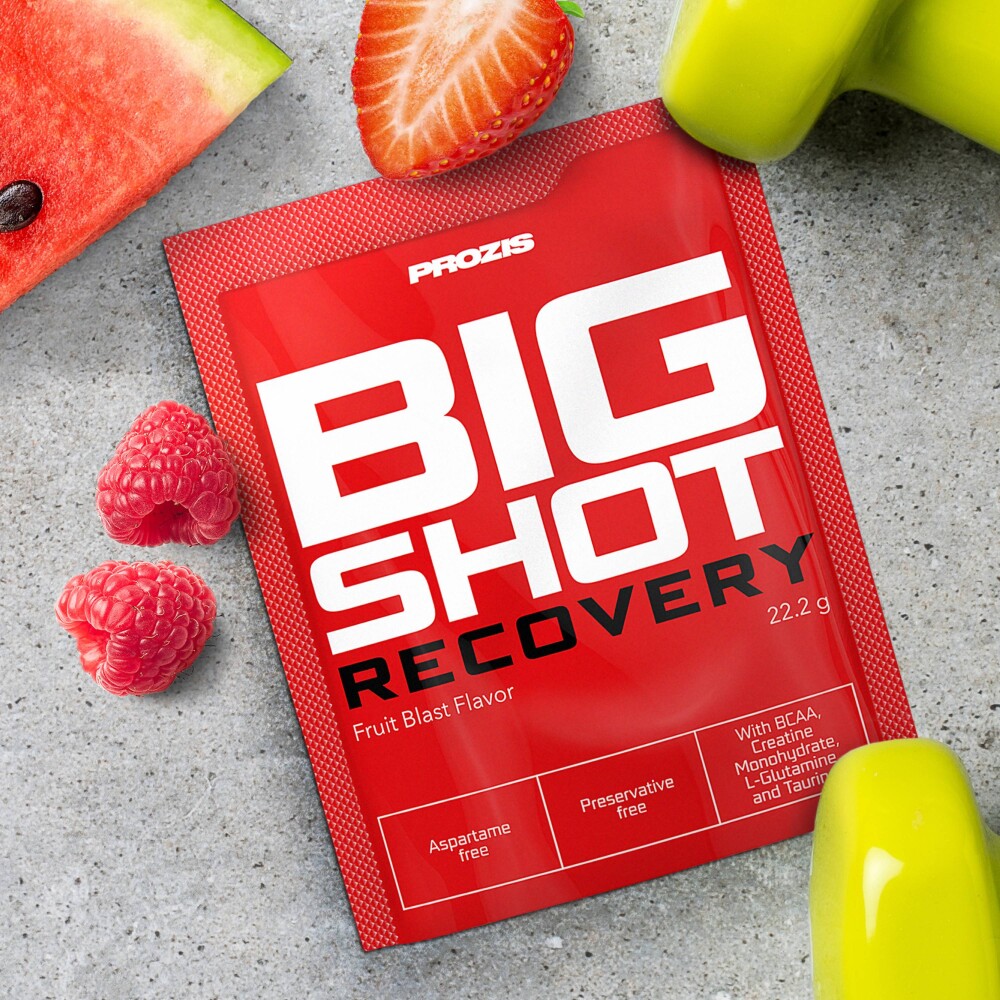 PROZIS
BIG
SHOT
RECOVERY
22.2 g
Fruit Blast Flavor
Aspartame
free
Preservative
free
With BCAA,
Creatine
Monohydrate,
L-Glutamine,
and Taurine